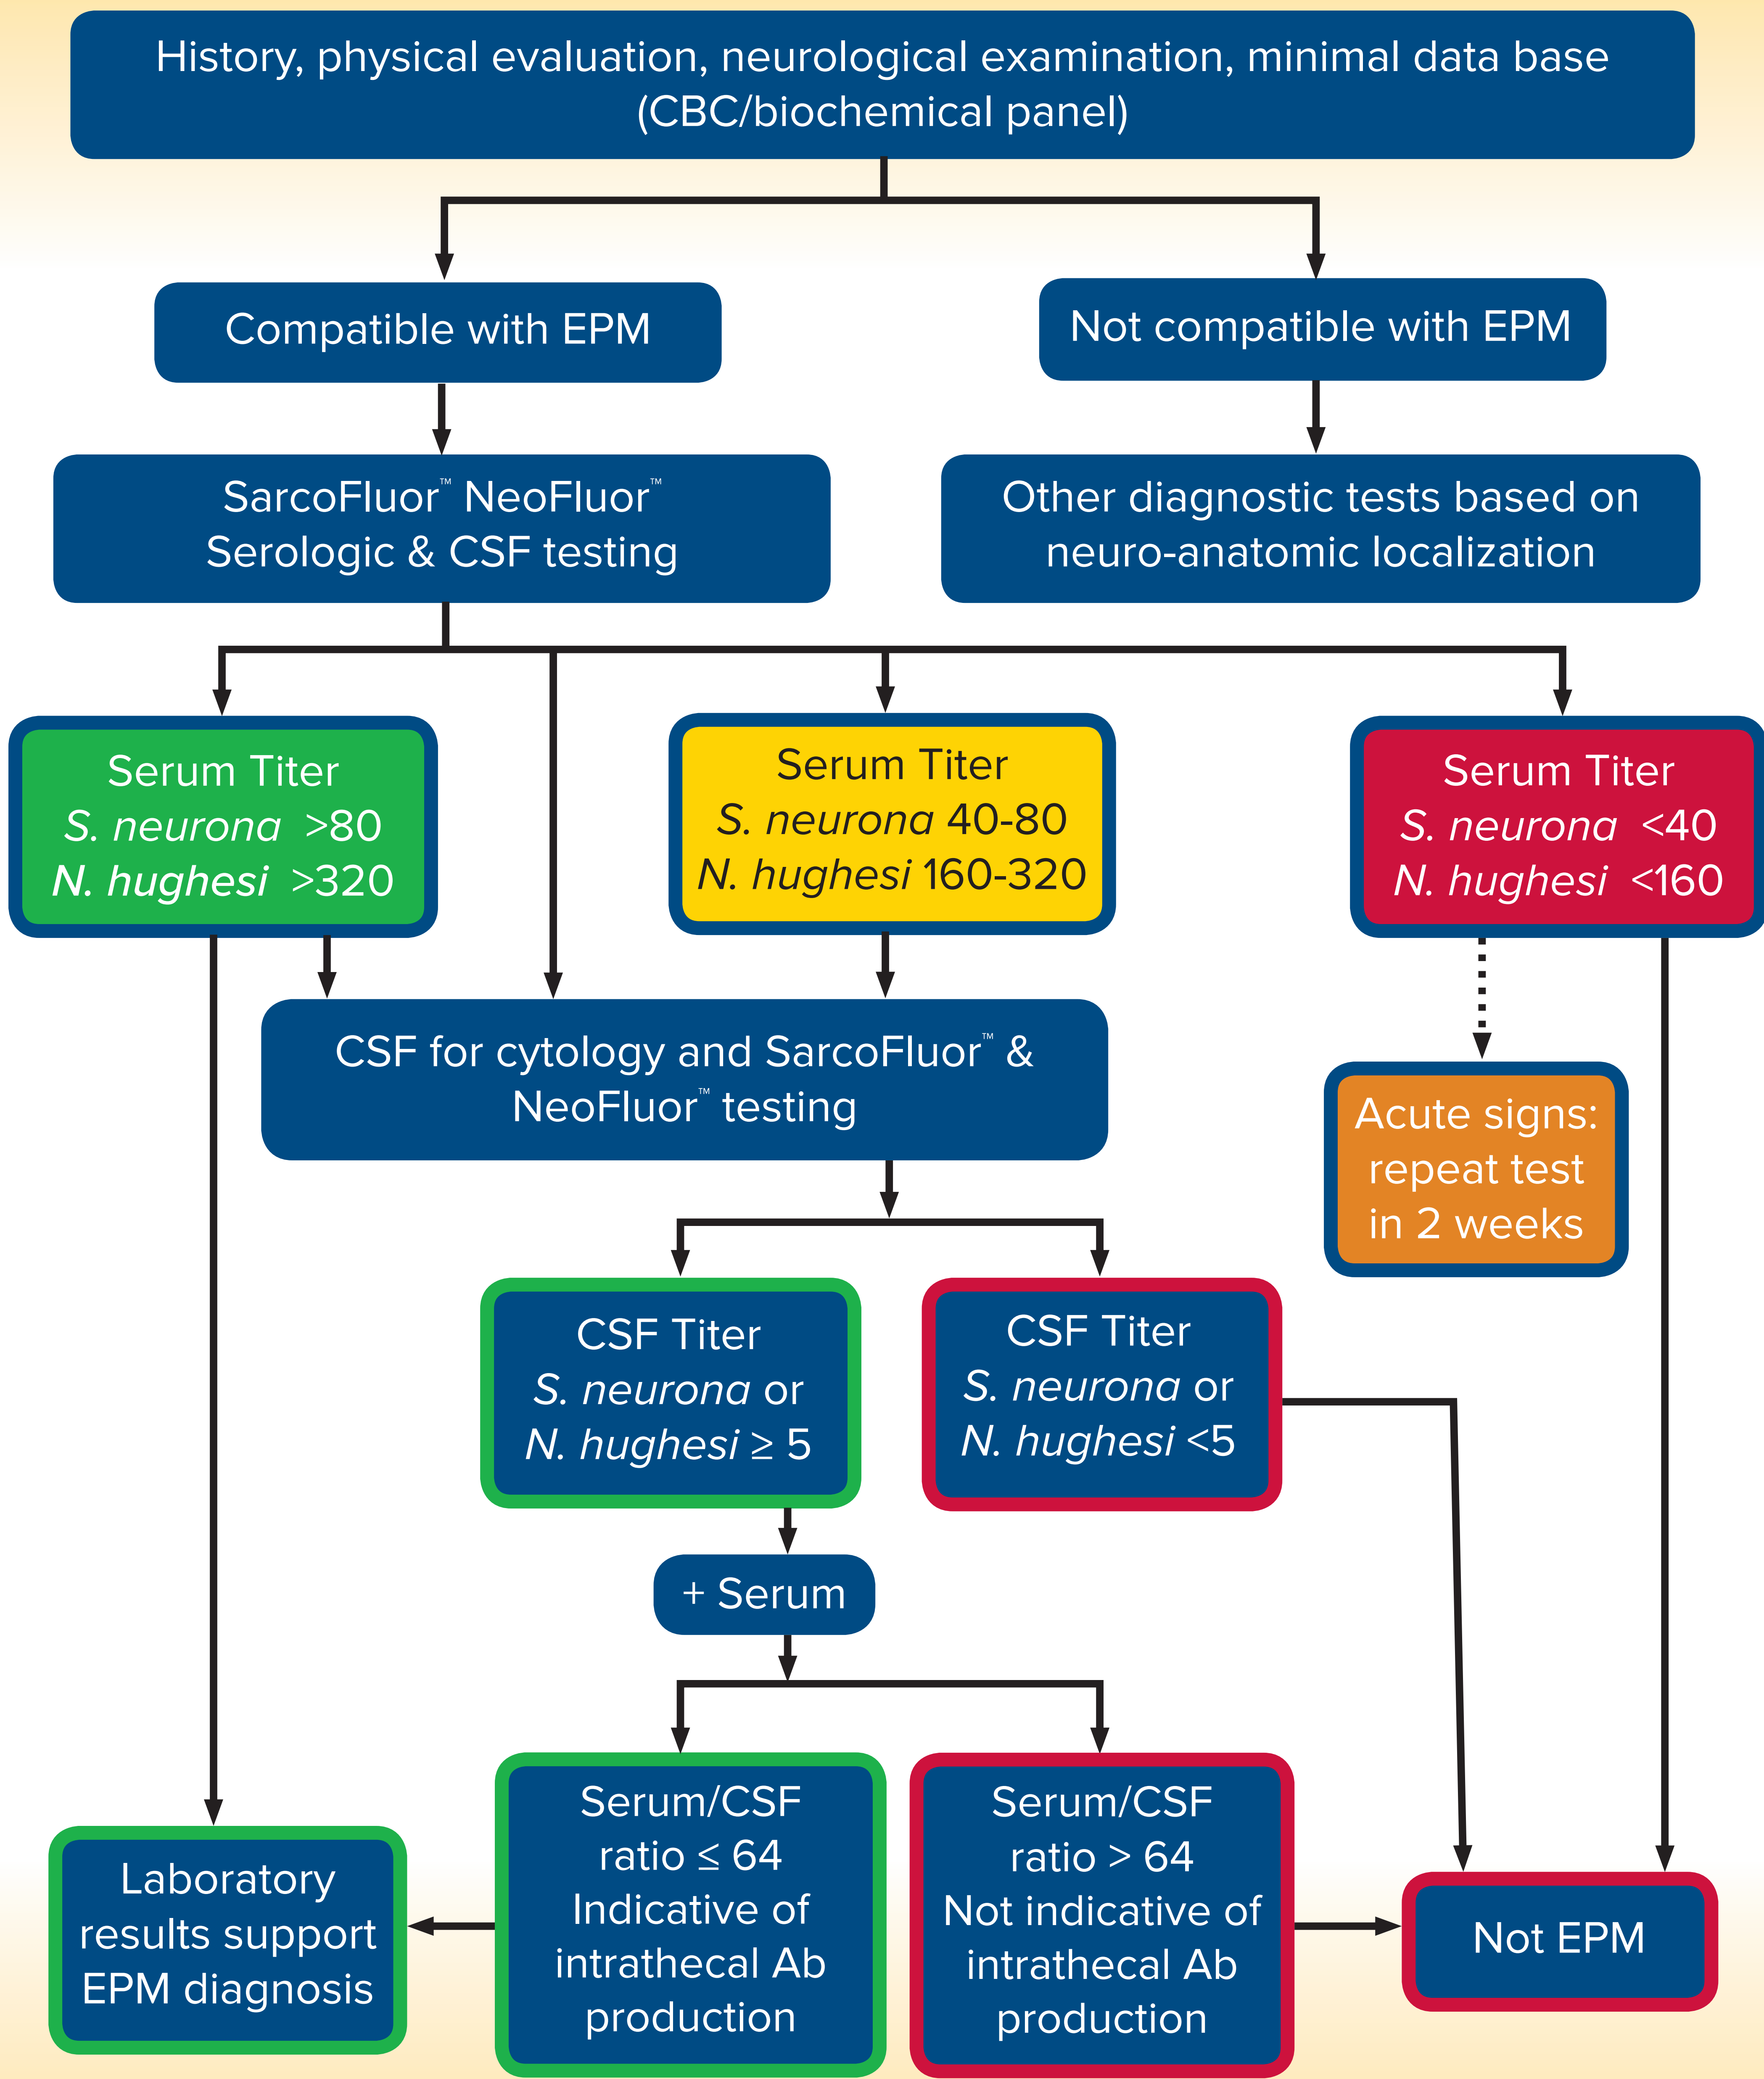 History, physical evaluation, neurological examination, minimal data base
(CBC/biochemical panel)
Compatible with EPM
Not compatible with EPM
SarcoFluor™ NeoFluor™
Serologic & CSF testing
Other diagnostic tests based on
neuro-anatomic localization
Serum Titer
S. neurona >80
N. hughesi >320
Serum Titer
S. neurona 40-80
N. hughesi 160-320
Serum Titer
S. neurona <40
N. hughesi <160
CSF for cytology and SarcoFluor™ &
NeoFluor™ testing
Acute signs:
repeat test
in 2 weeks
CSF Titer
S. neurona or
N. hughesi ≥ 5
CSF Titer
S. neurona or
N. hughesi <5
+ Serum
Serum/CSF
ratio ≤ 64
Indicative of
intrathecal Ab
production
Serum/CSF
ratio > 64
Not indicative of
intrathecal Ab
production
Laboratory
results support
EPM diagnosis
Not EPM